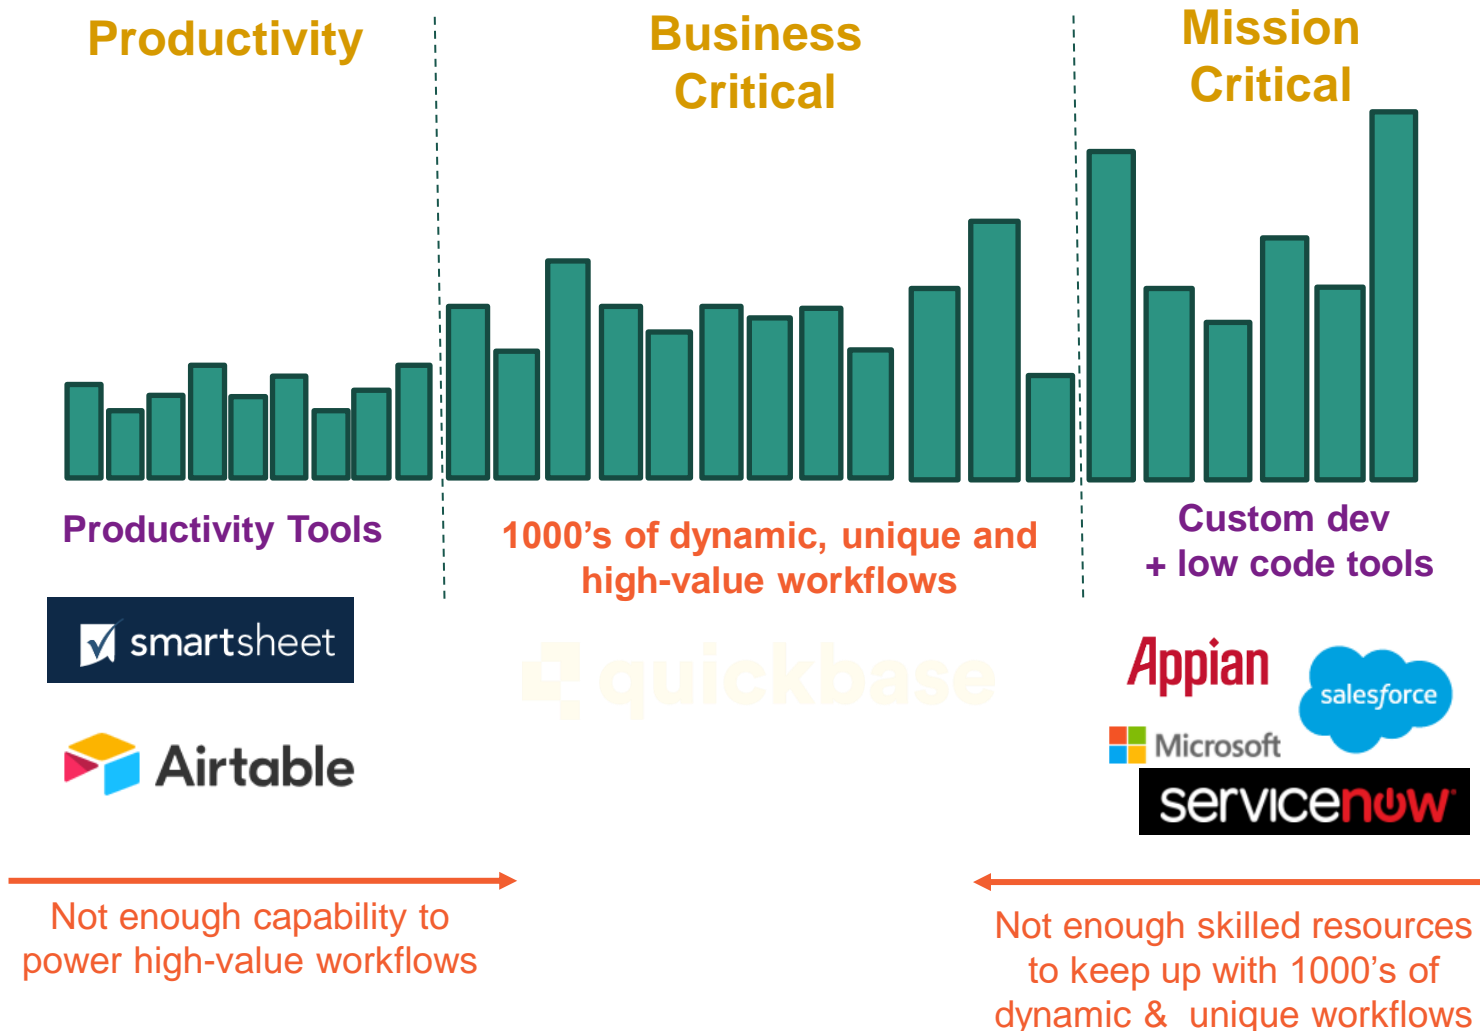 Productivity
Business
Critical
Mission
Critical
Productivity Tools
1000’s of dynamic, unique and
high-value workflows
Custom dev
+ low code tools
smartsheet
Airtable
quickbase
Appian
salesforce
Microsoft
servicenow
Not enough capability to
power high-value workflows
Not enough skilled resources
to keep up with 1000’s of
dynamic & unique workflows